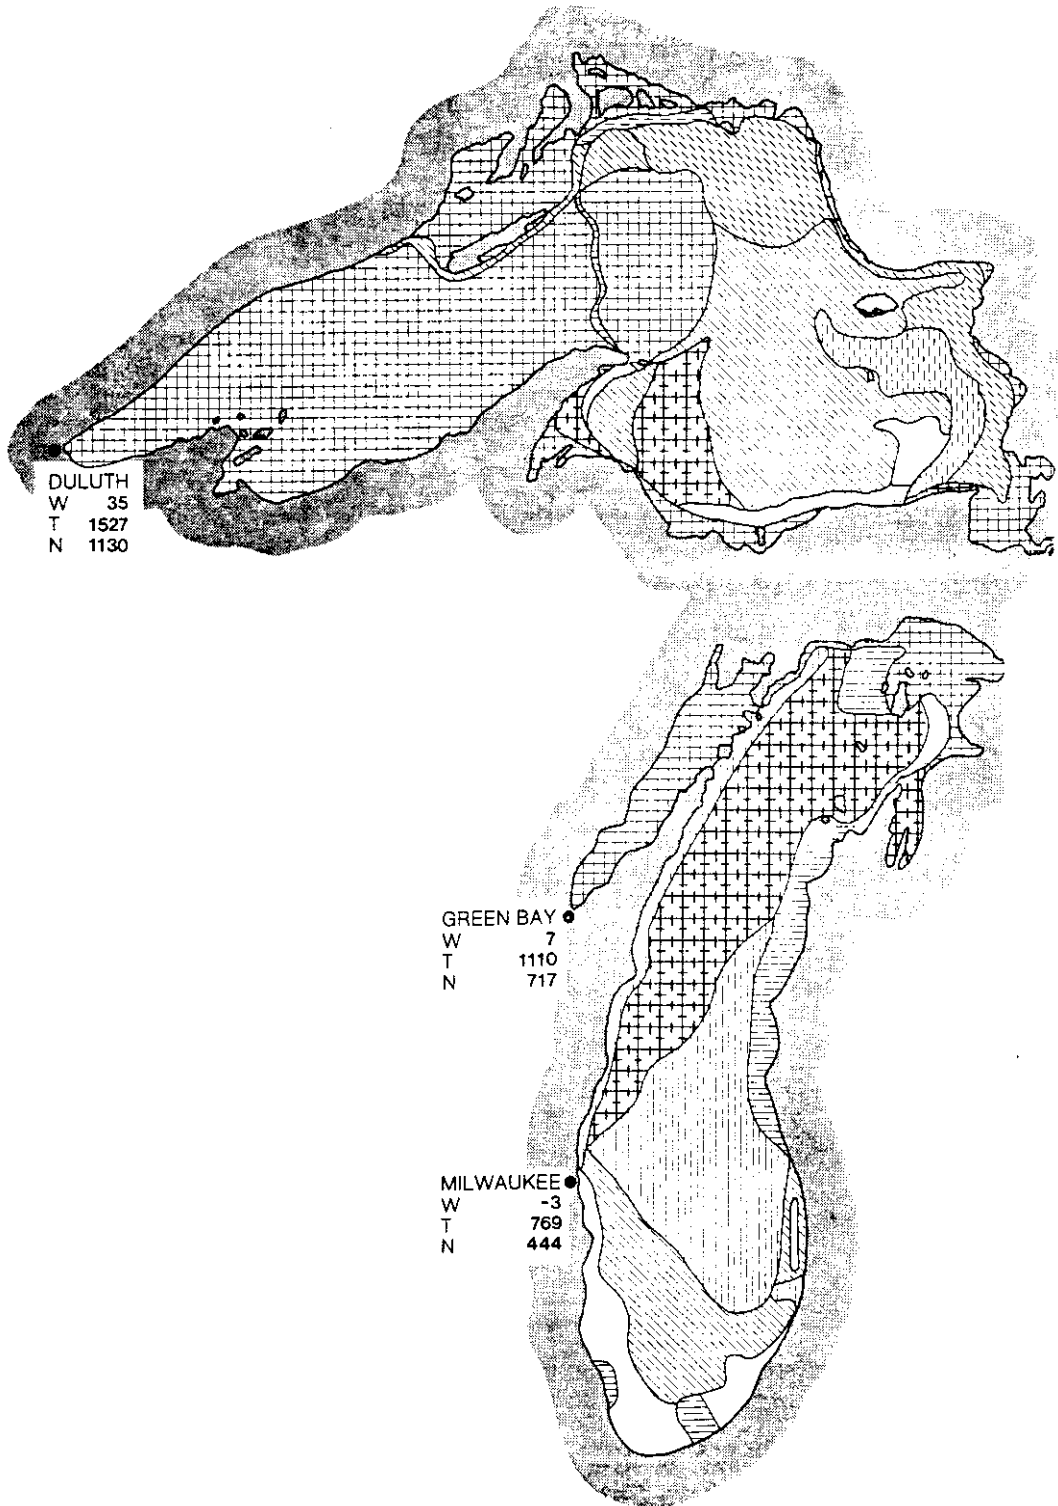 DULUTH
W 35
T 1527
N 1130
GREEN BAY
W 7
T 1110
N 717
MILWAUKEE
W -3
T 769
N 444